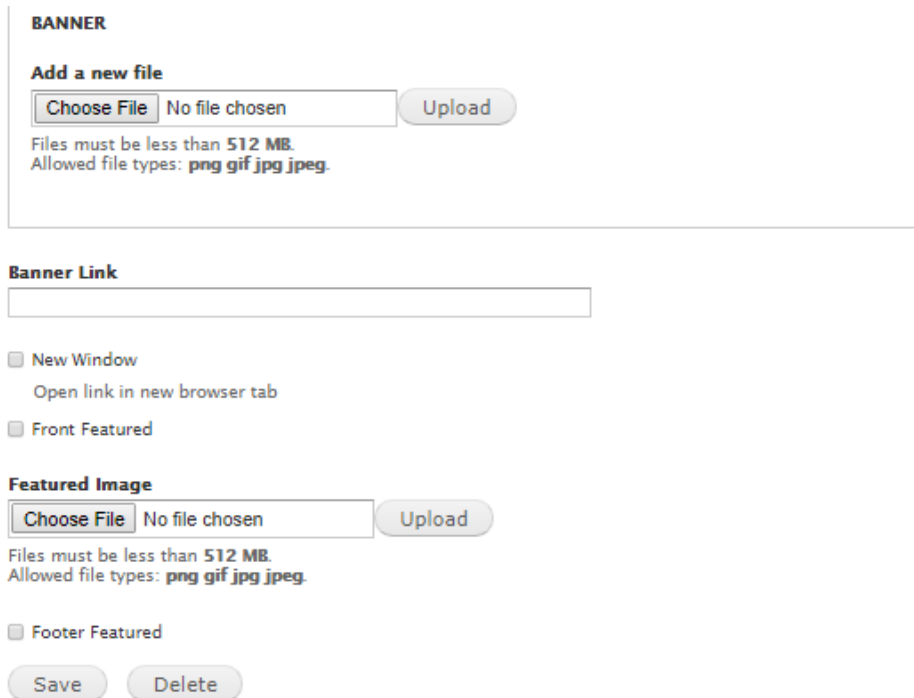 BANNER
Add a new file
Choose File No file chosen Upload
Files must be less than 512 MB.
Allowed file types: png gif jpg jpeg.
Banner Link
New Window
Open link in new browser tab
Front Featured
Featured Image
Choose File No file chosen Upload
Files must be less than 512 MB.
Allowed file types: png gif jpg jpeg.
Footer Featured
Save Delete